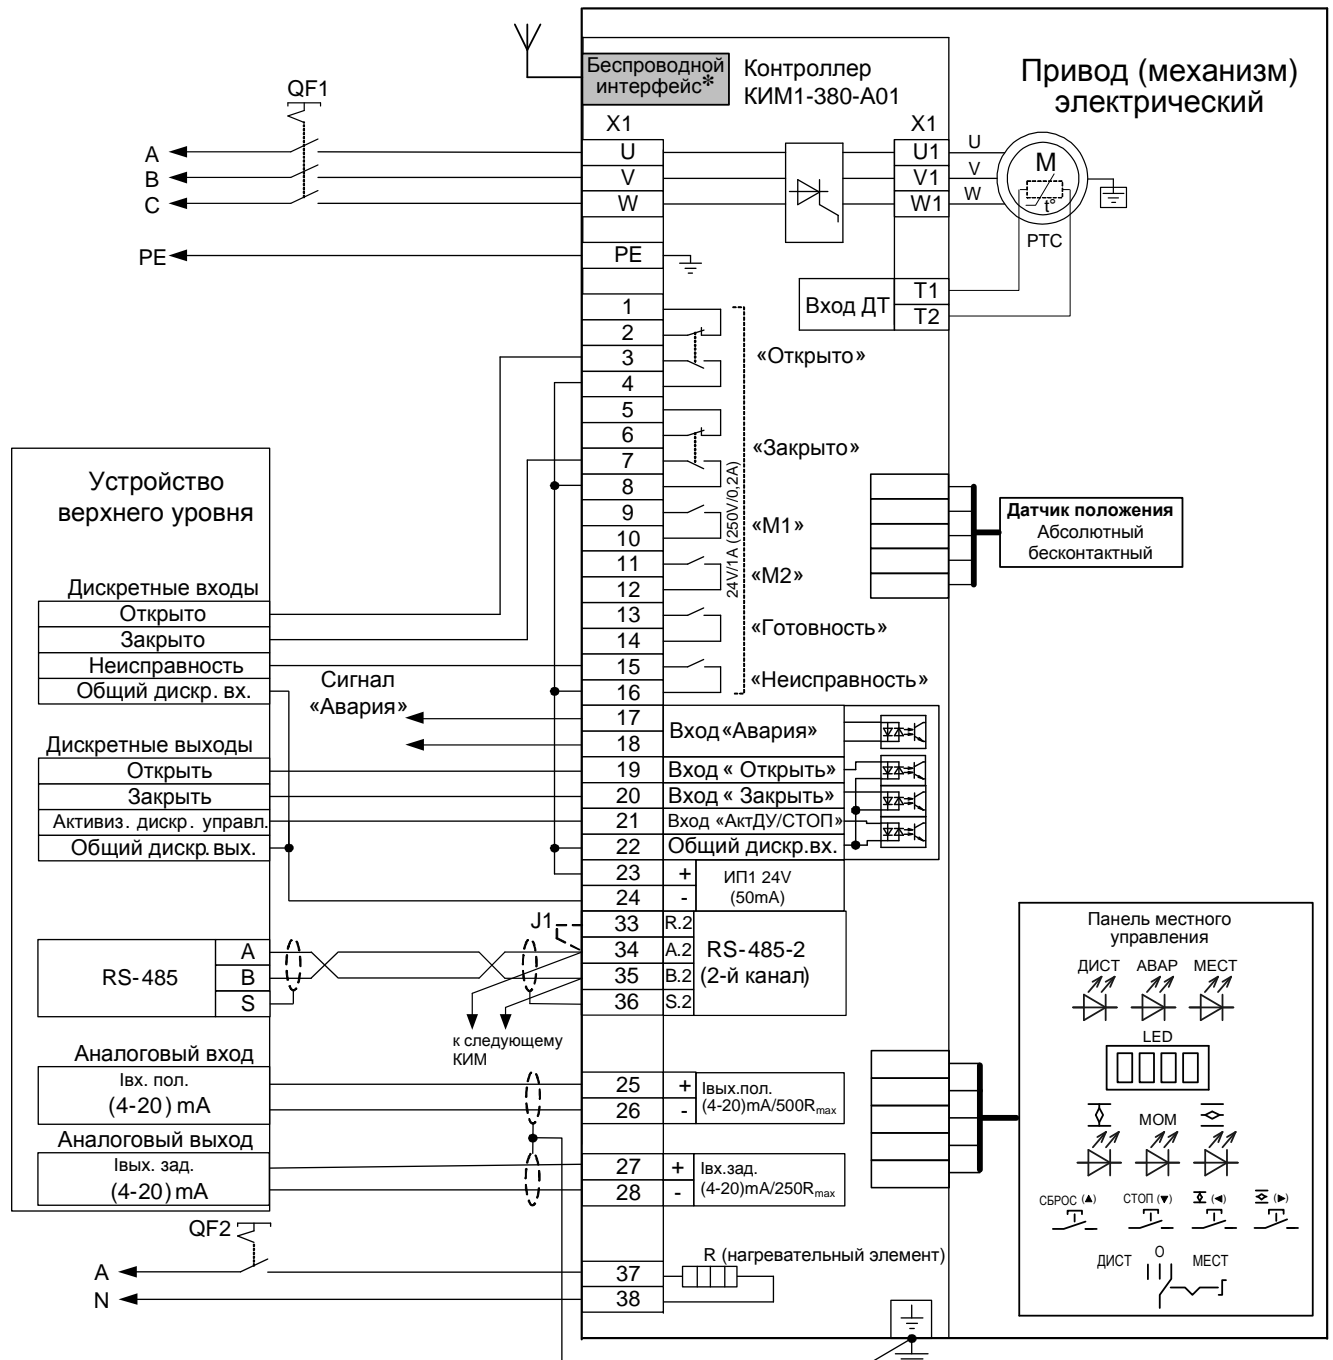 Беспроводной
интерфейс*
Контроллер
КИМ1-380-А01
Привод (механизм)
электрический
QF1
X1
X1
A
U
U1
U
B
V
V1
V
C
W
W1
W
M
t°
PTC
PE
PE
Вход ДТ
T1
T2
1
2
3
4
«Открыто»
5
6
7
8
«Закрыто»
9
10
«М1»
11
12
«М2»
13
14
«Готовность»
15
16
«Неисправность»
24V/1A (250V/0,2A)
Датчик положения
Абсолютный
бесконтактный
Устройство
верхнего уровня
Дискретные входы
Открыто
Закрыто
Неисправность
Общий дискр. вх.
Сигнал
«Авария»
17
18
Вход «Авария»
Дискретные выходы
Открыть
19
Вход « Открыть»
Закрыть
20
Вход « Закрыть»
Активиз. дискр. управл.
21
Вход «АктДУ/СТОП»
Общий дискр. вых.
22
Общий дискр.вх.
23
+
24
-
ИП1 24V
(50mA)
J1
33
R.2
34
A.2
35
B.2
36
S.2
RS-485-2
(2-й канал)
RS-485
A
B
S
к следующему
КИМ
Аналоговый вход
Iвх. пол.
(4-20) mA
25
+
26
-
Iвых.пол.
(4-20)mA/500Rmax
Аналоговый выход
Iвых. зад.
(4-20) mA
27
+
28
-
Iвх.зад.
(4-20)mA/250Rmax
QF2
A
N
37
38
R (нагревательный элемент)
Панель местного
управления
ДИСТ
АВАР
МЕСТ
LED
МОМ
СБРОС (▲)
СТОП (▼)
(◄)
(►)
ДИСТ
О
МЕСТ